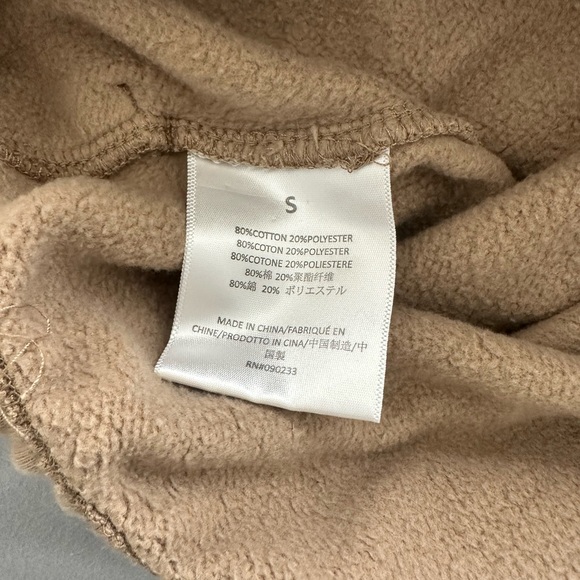 S
80%COTTON 20%POLYESTER
80%COTON 20%POLYESTER
80%COTONE 20%POLIESTERE
80%棉 20%聚酯纤维
80%綿 20% ポリエステル
MADE IN CHINA/FABRIQUÉ EN
CHINE/PRODOTTO IN CINA/中国制造/中
国製
RN#090233